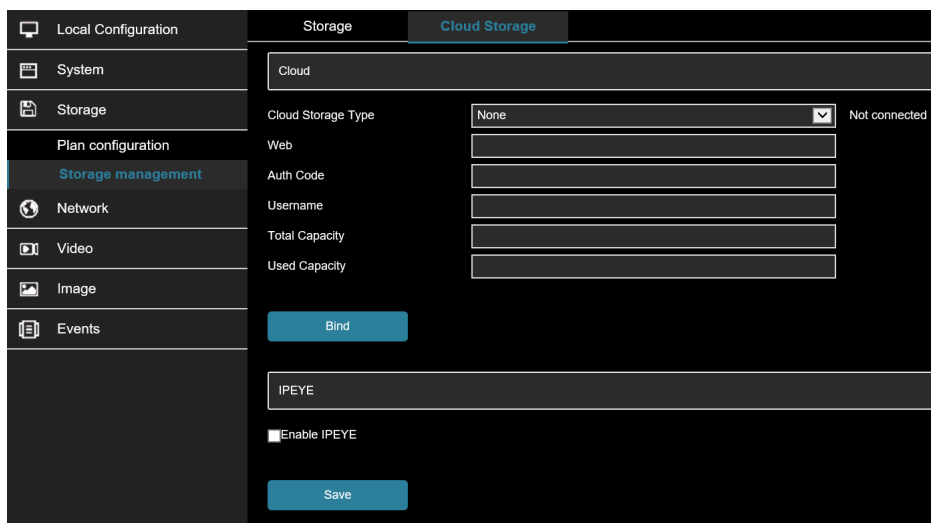 Local Configuration
System
Storage
Plan configuration
Storage management
Network
Video
Image
Events
Storage
Cloud Storage
Cloud
Cloud Storage Type
None
Not connected
Web
Auth Code
Username
Total Capacity
Used Capacity
Bind
IPEYE
Enable IPEYE
Save